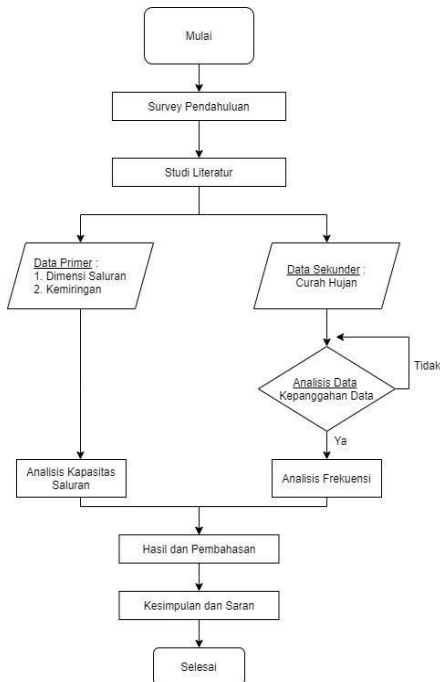 Mulai
Survey Pendahuluan
Studi Literatur
Data Primer :
1. Dimensi Saluran
2. Kemiringan
Data Sekunder :
Curah Hujan
Analisis Data
Kepanggahan Data
Tidak
Ya
Analisis Kapasitas
Saluran
Analisis Frekuensi
Hasil dan Pembahasan
Kesimpulan dan Saran
Selesai